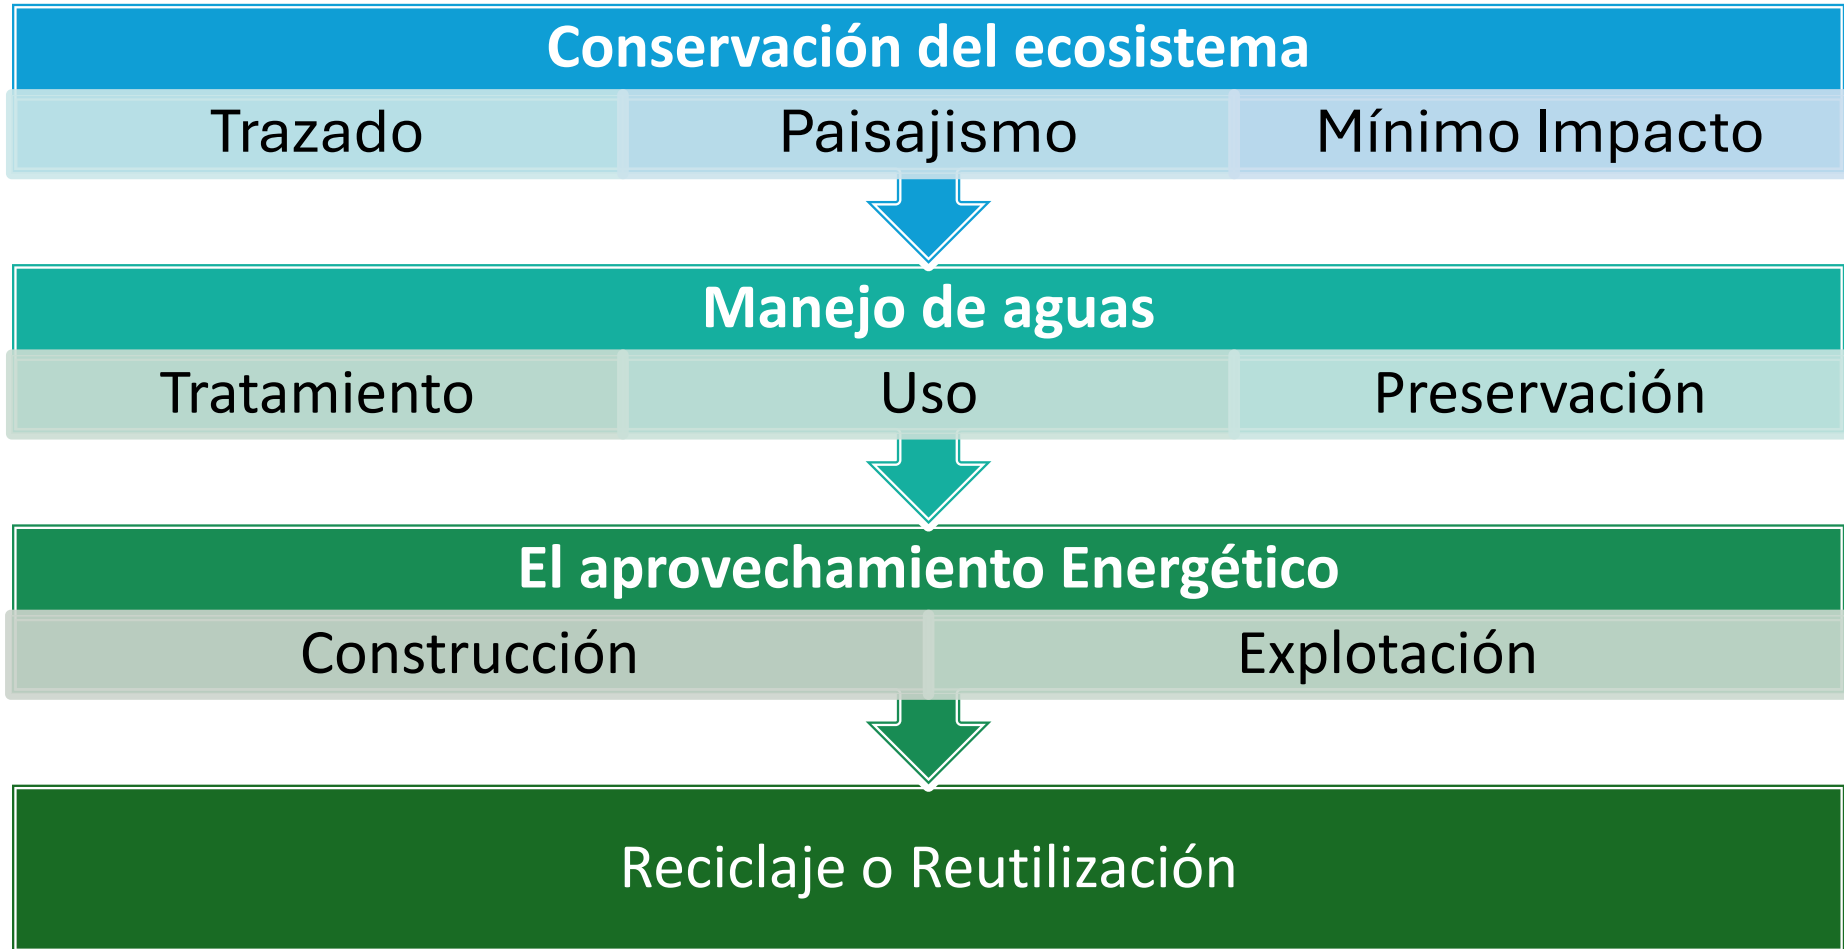 Conservación del ecosistema
Trazado
Paisajismo
Mínimo Impacto
Manejo de aguas
Tratamiento
Uso
Preservación
El aprovechamiento Energético
Construcción
Explotación
Reciclaje o Reutilización